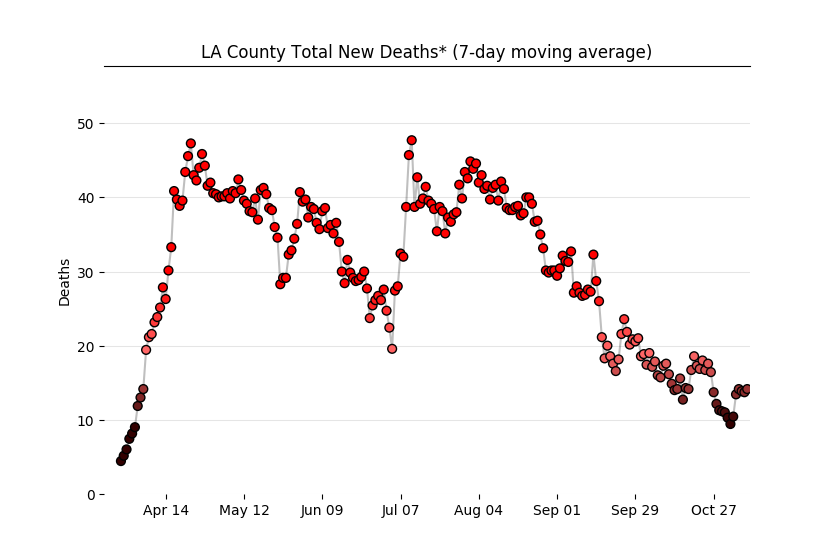 LA County Total New Deaths* (7-day moving average)
50
40
30
20
10
0
Deaths
Apr 14 May 12 Jun 09 Jul 07 Aug 04 Sep 01 Sep 29 Oct 27